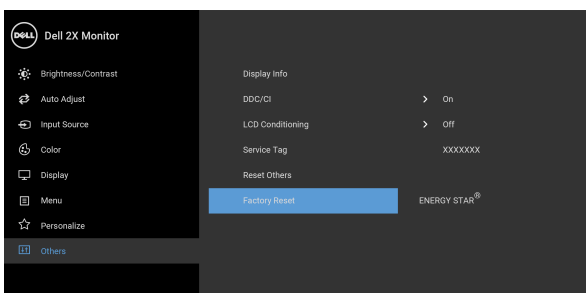 DELL Dell 2X Monitor
Brightness/Contrast
Auto Adjust
Input Source
Color
Display
Menu
Personalize
Others
Display Info
DDC/CI > On
LCD Conditioning > Off
Service Tag XXXXXXX
Reset Others
Factory Reset ENERGY STAR®